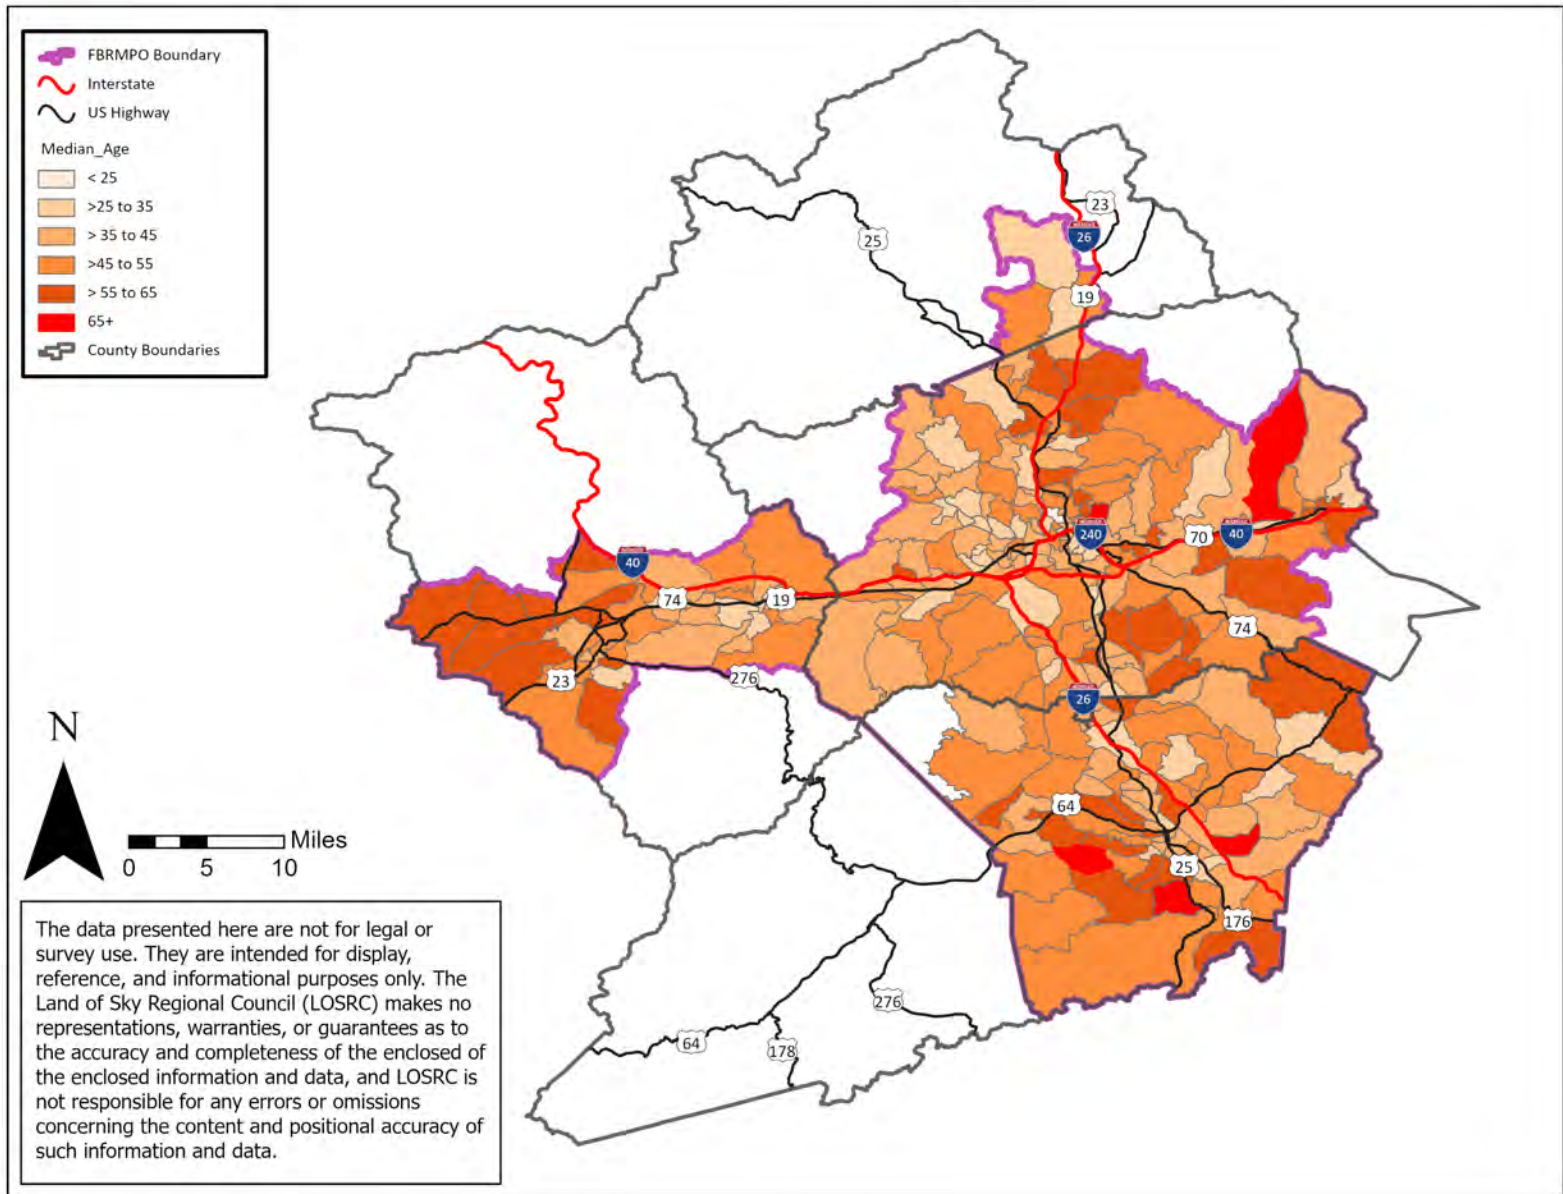 FBRMPO Boundary
Interstate
US Highway
Median_Age
< 25
>25 to 35
> 35 to 45
>45 to 55
> 55 to 65
65+
County Boundaries
23
25
26
19
240
70
40
40
74
19
74
23
276
26
64
25
176
276
64
178
N
Miles
0 5 10
The data presented here are not for legal or
survey use. They are intended for display,
reference, and informational purposes only. The
Land of Sky Regional Council (LOSRC) makes no
representations, warranties, or guarantees as to
the accuracy and completeness of the enclosed of
the enclosed information and data, and LOSRC is
not responsible for any errors or omissions
concerning the content and positional accuracy of
such information and data.